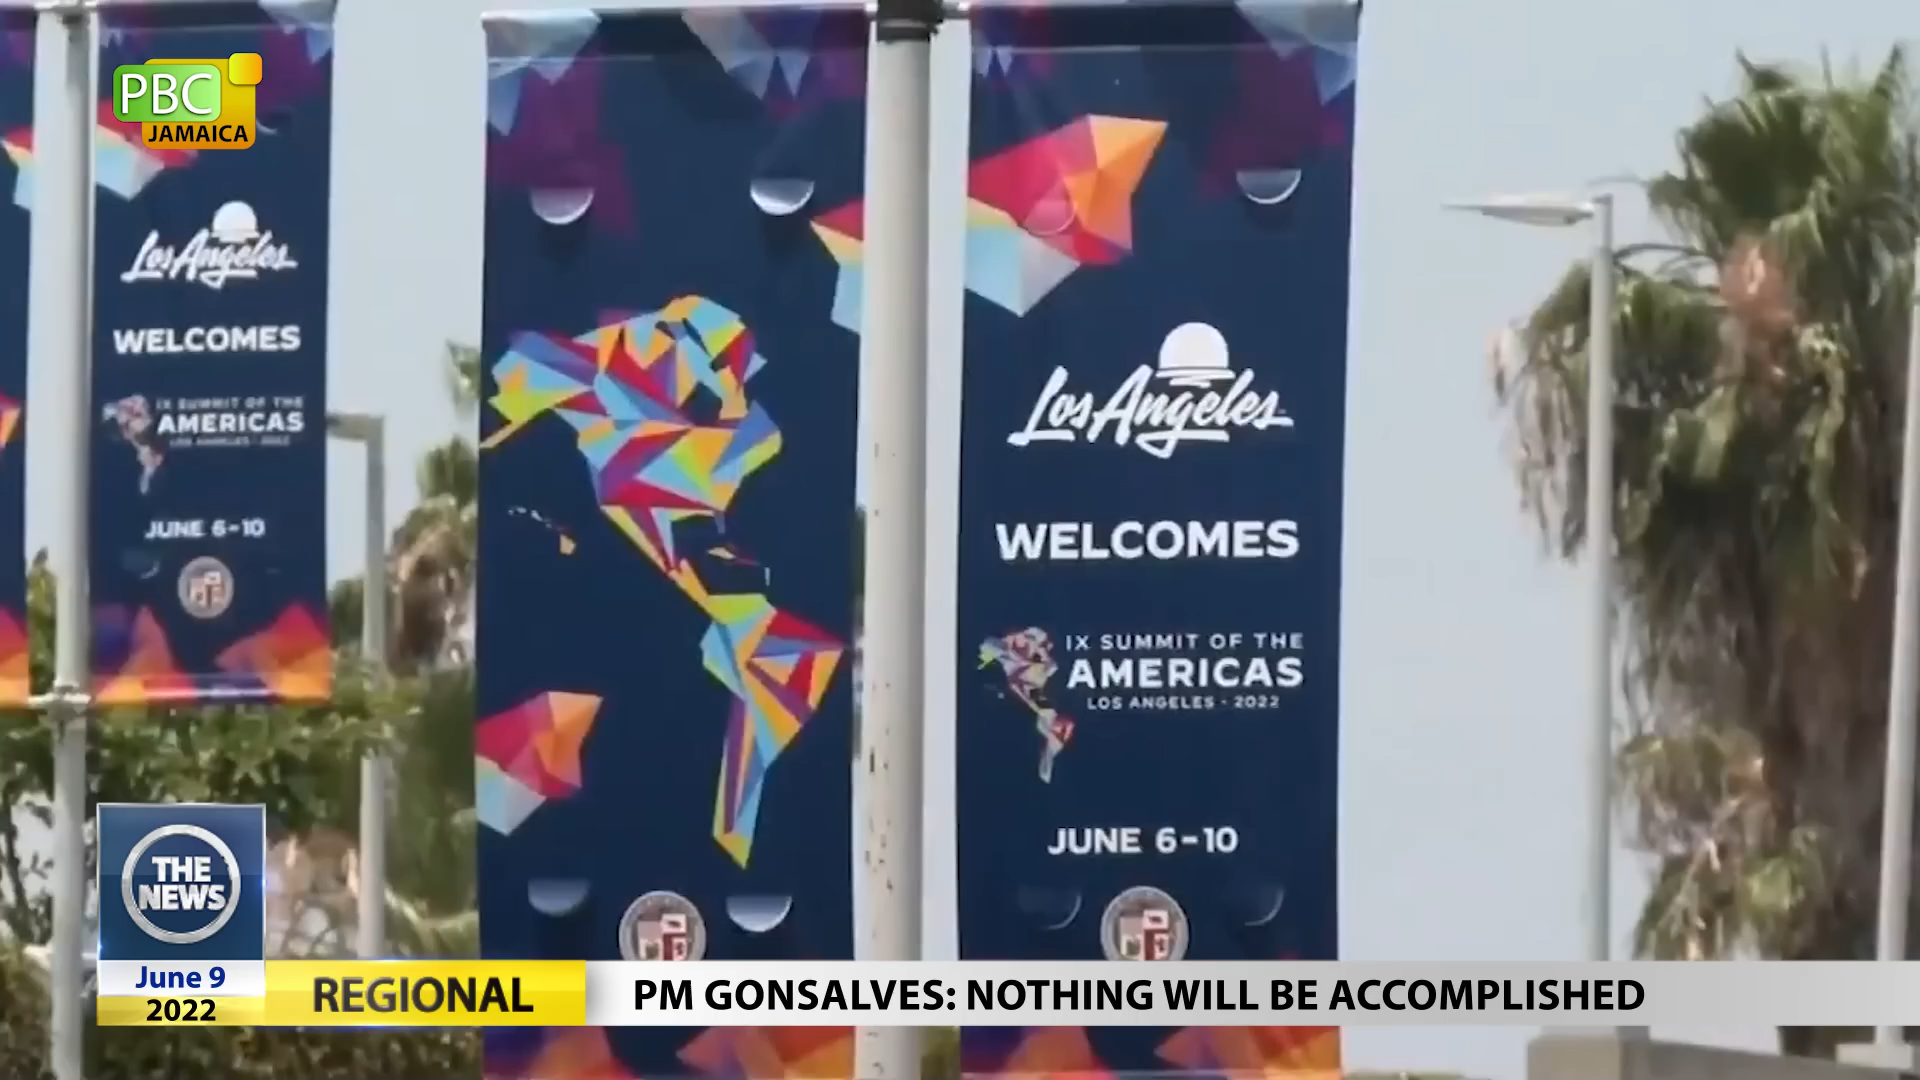 PBC
JAMAICA
Los Angeles
WELCOMES
IX SUMMIT OF THE
AMERICAS
LOS ANGELES - 2022
JUNE 6-10
Los Angeles
WELCOMES
IX SUMMIT OF THE
AMERICAS
LOS ANGELES - 2022
JUNE 6-10
THE
NEWS
June 9
2022
REGIONAL
PM GONSALVES: NOTHING WILL BE ACCOMPLISHED